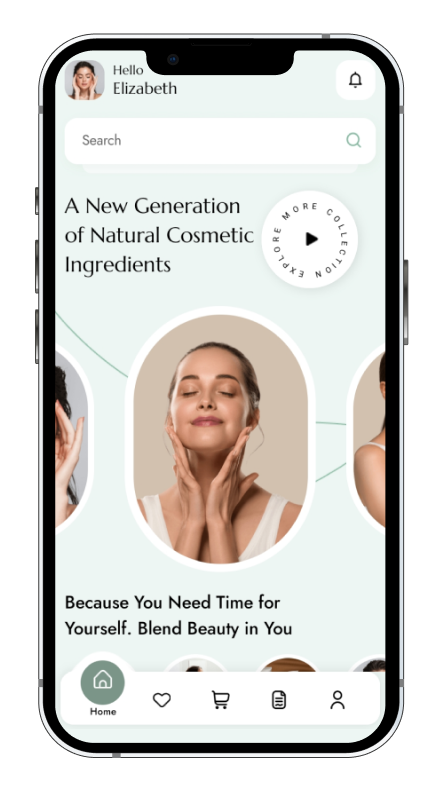 Hello
Elizabeth
Search
A New Generation
of Natural Cosmetic
Ingredients
EXPLORE MORE COLLECTION
Because You Need Time for
Yourself. Blend Beauty in You
Home